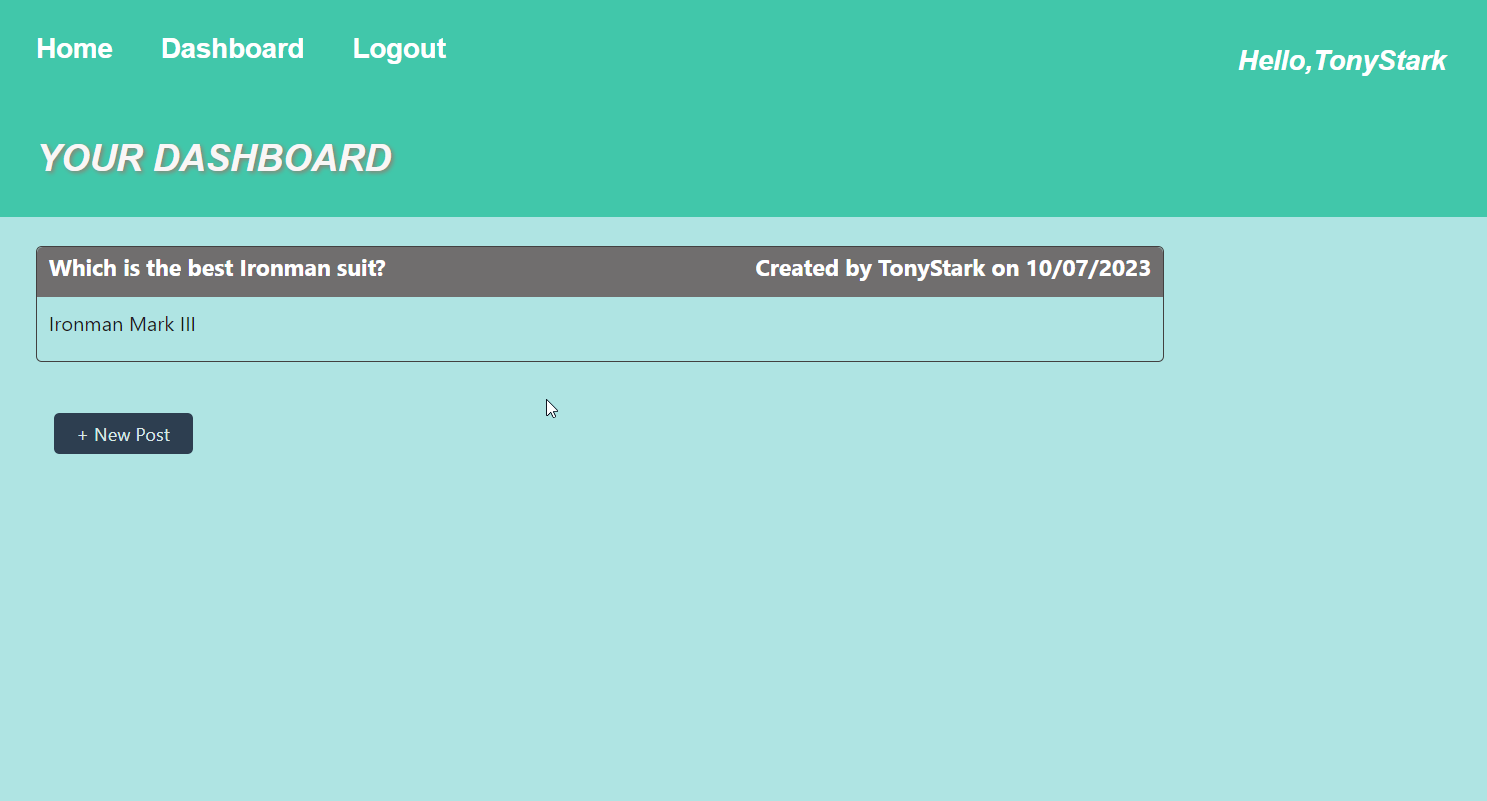 Home Dashboard Logout
Hello,TonyStark
YOUR DASHBOARD
Which is the best Ironman suit? Created by TonyStark on 10/07/2023
Ironman Mark III
+ New Post